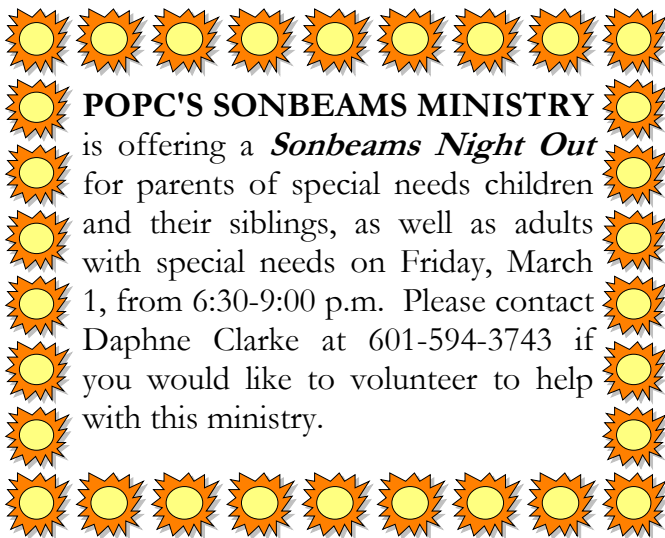 POPC'S SONBEAMS MINISTRY
is offering a Sonbeams Night Out
for parents of special needs children
and their siblings, as well as adults
with special needs on Friday, March
1, from 6:30-9:00 p.m.  Please contact
Daphne Clarke at 601-594-3743 if
you would like to volunteer to help
with this ministry.